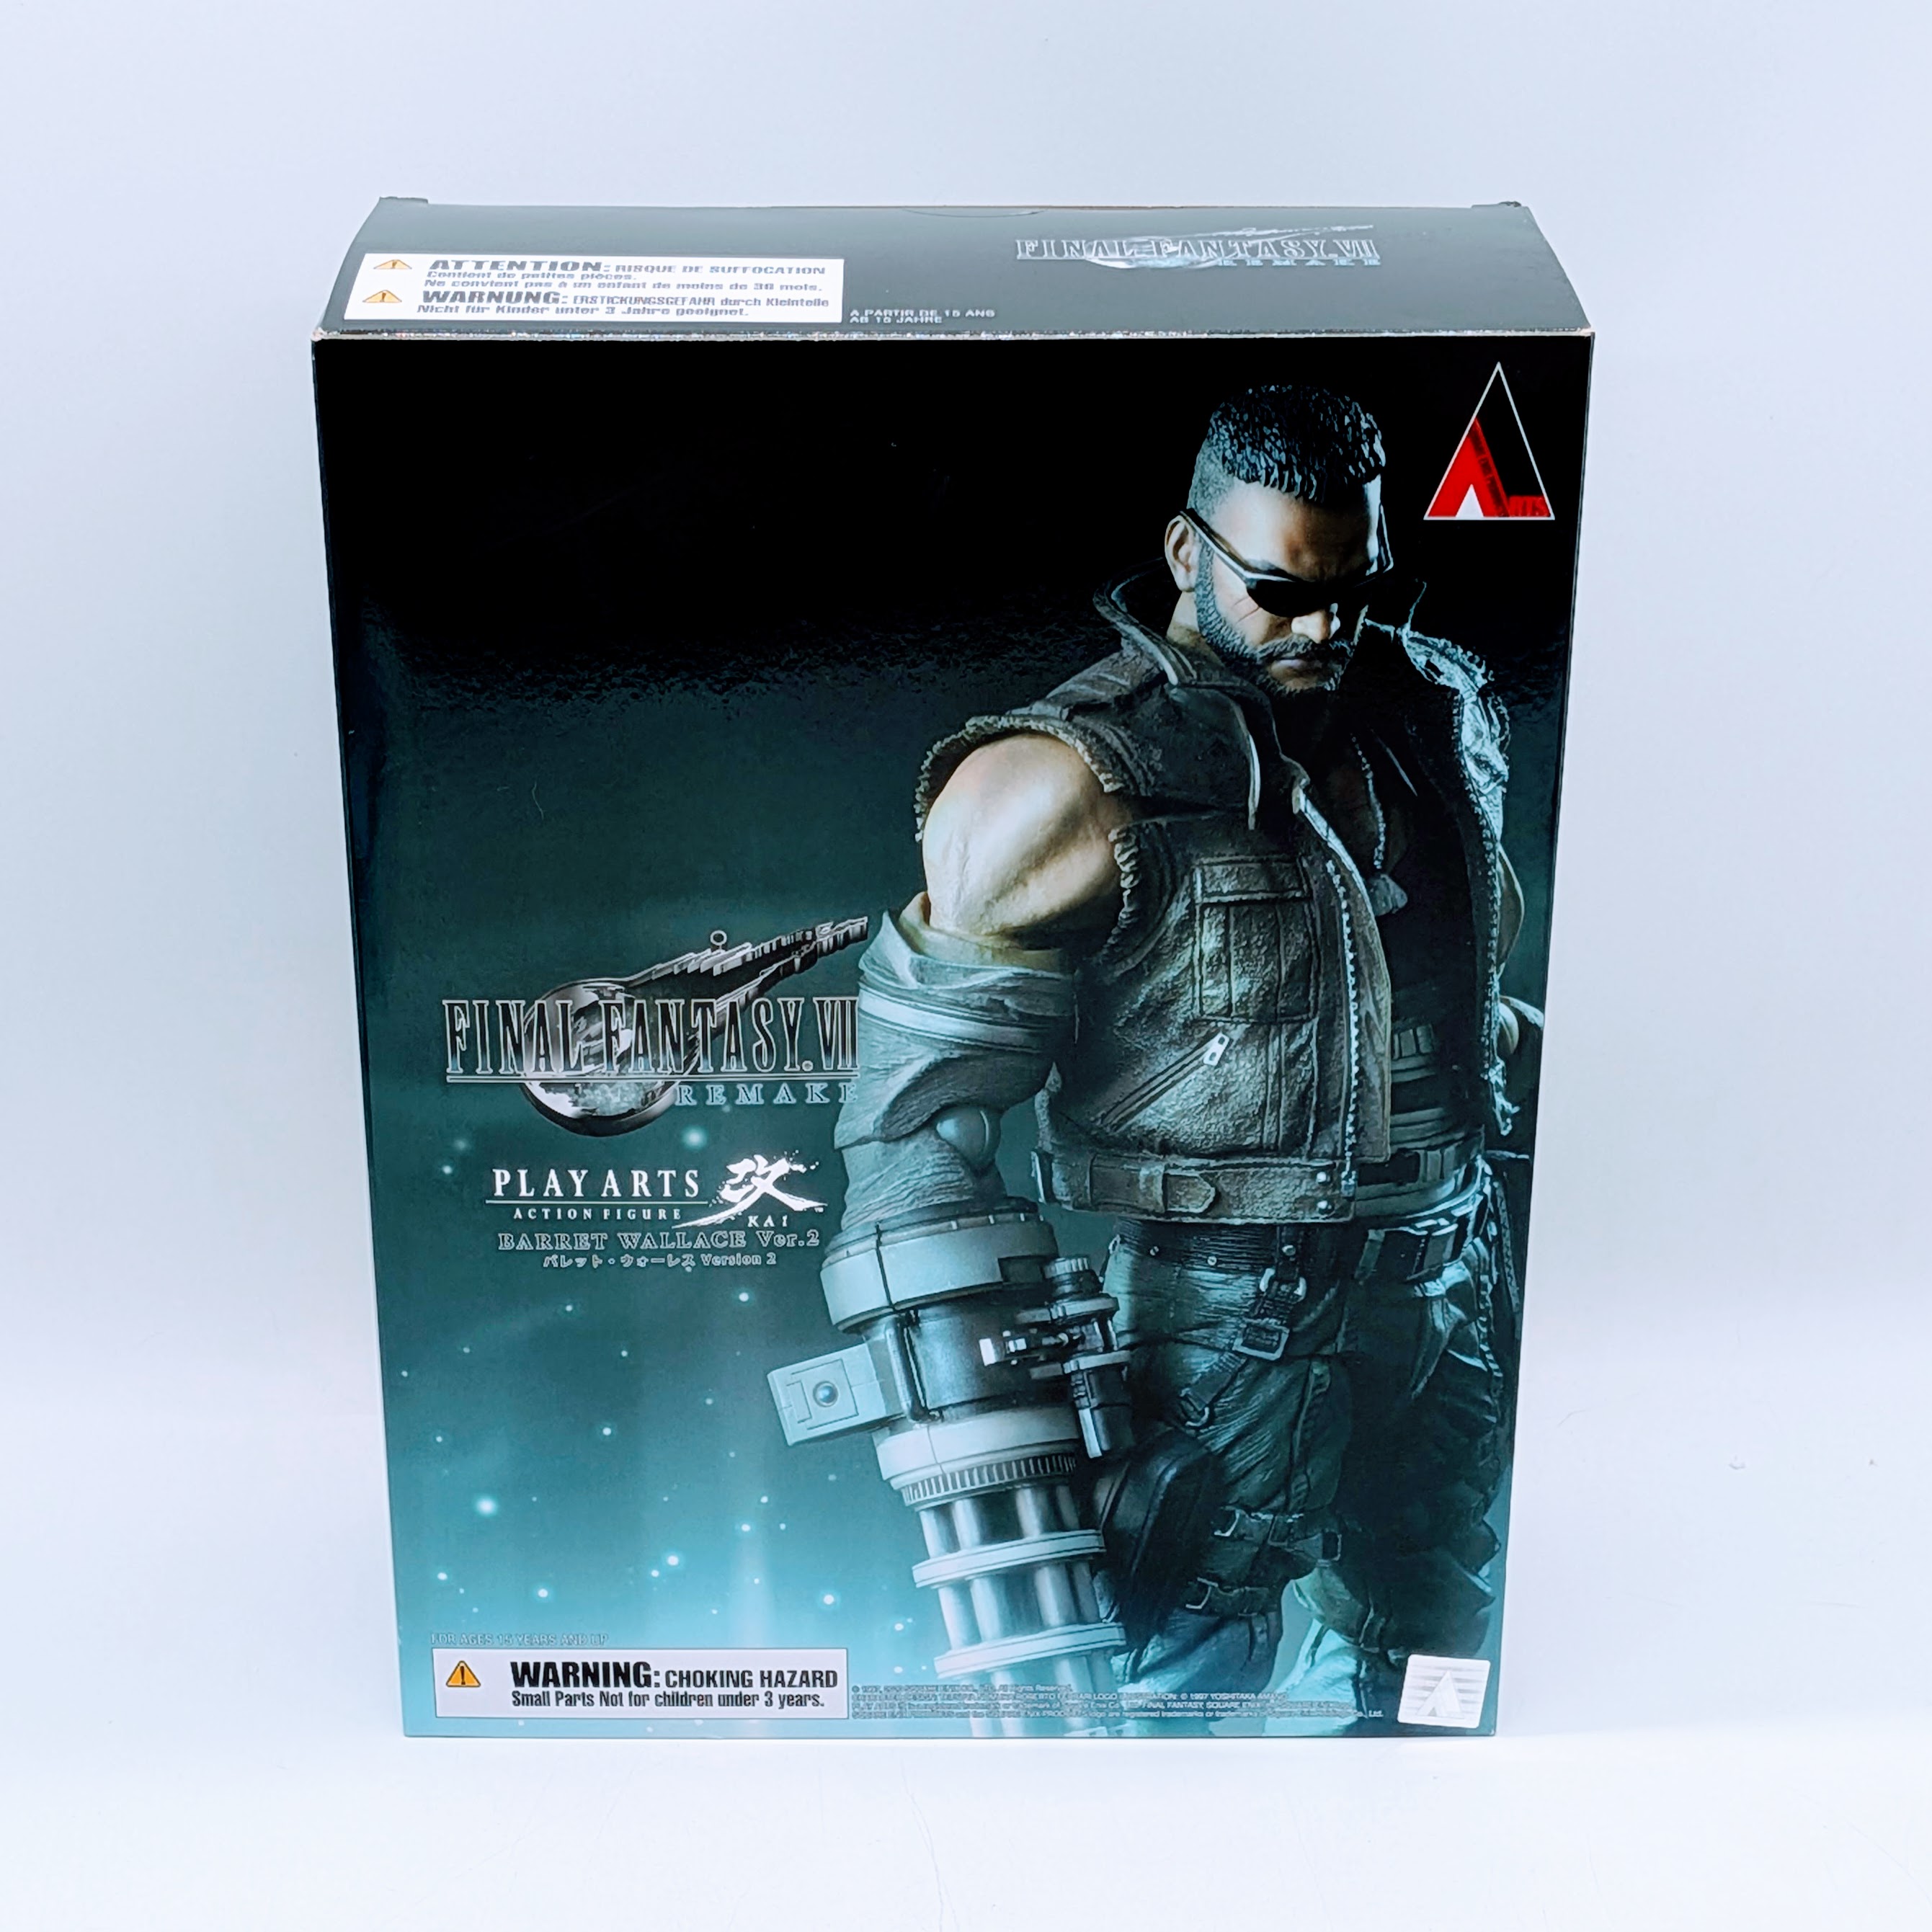 ATTENTION: RISQUE DE SUFFOCATION
Contient de petites pièces.
Ne convient pas à un enfant de moins de 36 mois.
WARNUNG: ERSTICKUNGSGEFAHR durch Kleinteile
Nicht für Kinder unter 3 Jahre geeignet.
A PARTIR DE 15 ANS
AB 15 JAHRE
FINAL FANTASY. VII
REMAKE
FINAL FANTASY. VII
REMAKE
PLAY ARTS 改
ACTION FIGURE KAI
BARRET WALLACE Ver.2
バレット・ウォーレス Version 2
FOR AGES 15 YEARS AND UP
WARNING: CHOKING HAZARD
Small Parts Not for children under 3 years.